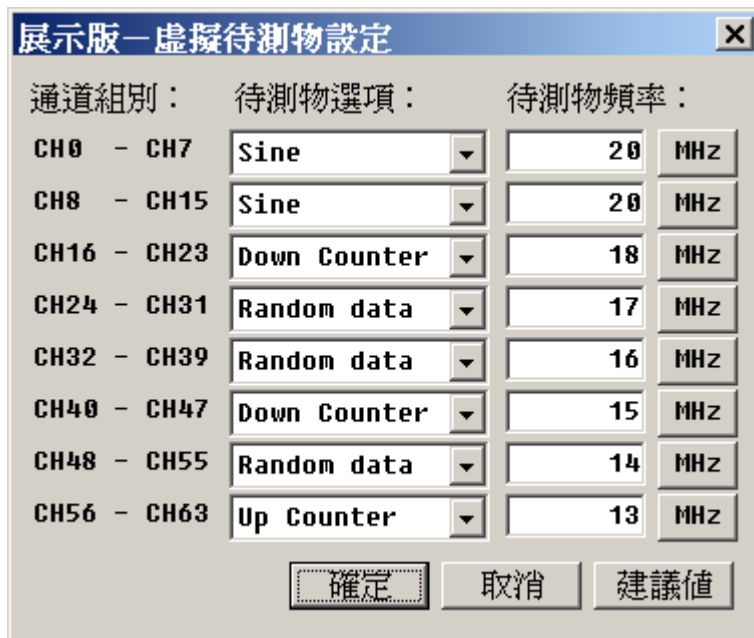 展示版－虛擬待測物設定
通道組別： 待測物選項： 待測物頻率：
CH0 - CH7 Sine 20 MHz
CH8 - CH15 Sine 20 MHz
CH16 - CH23 Down Counter 18 MHz
CH24 - CH31 Random data 17 MHz
CH32 - CH39 Random data 16 MHz
CH40 - CH47 Down Counter 15 MHz
CH48 - CH55 Random data 14 MHz
CH56 - CH63 Up Counter 13 MHz
確定 取消 建議値